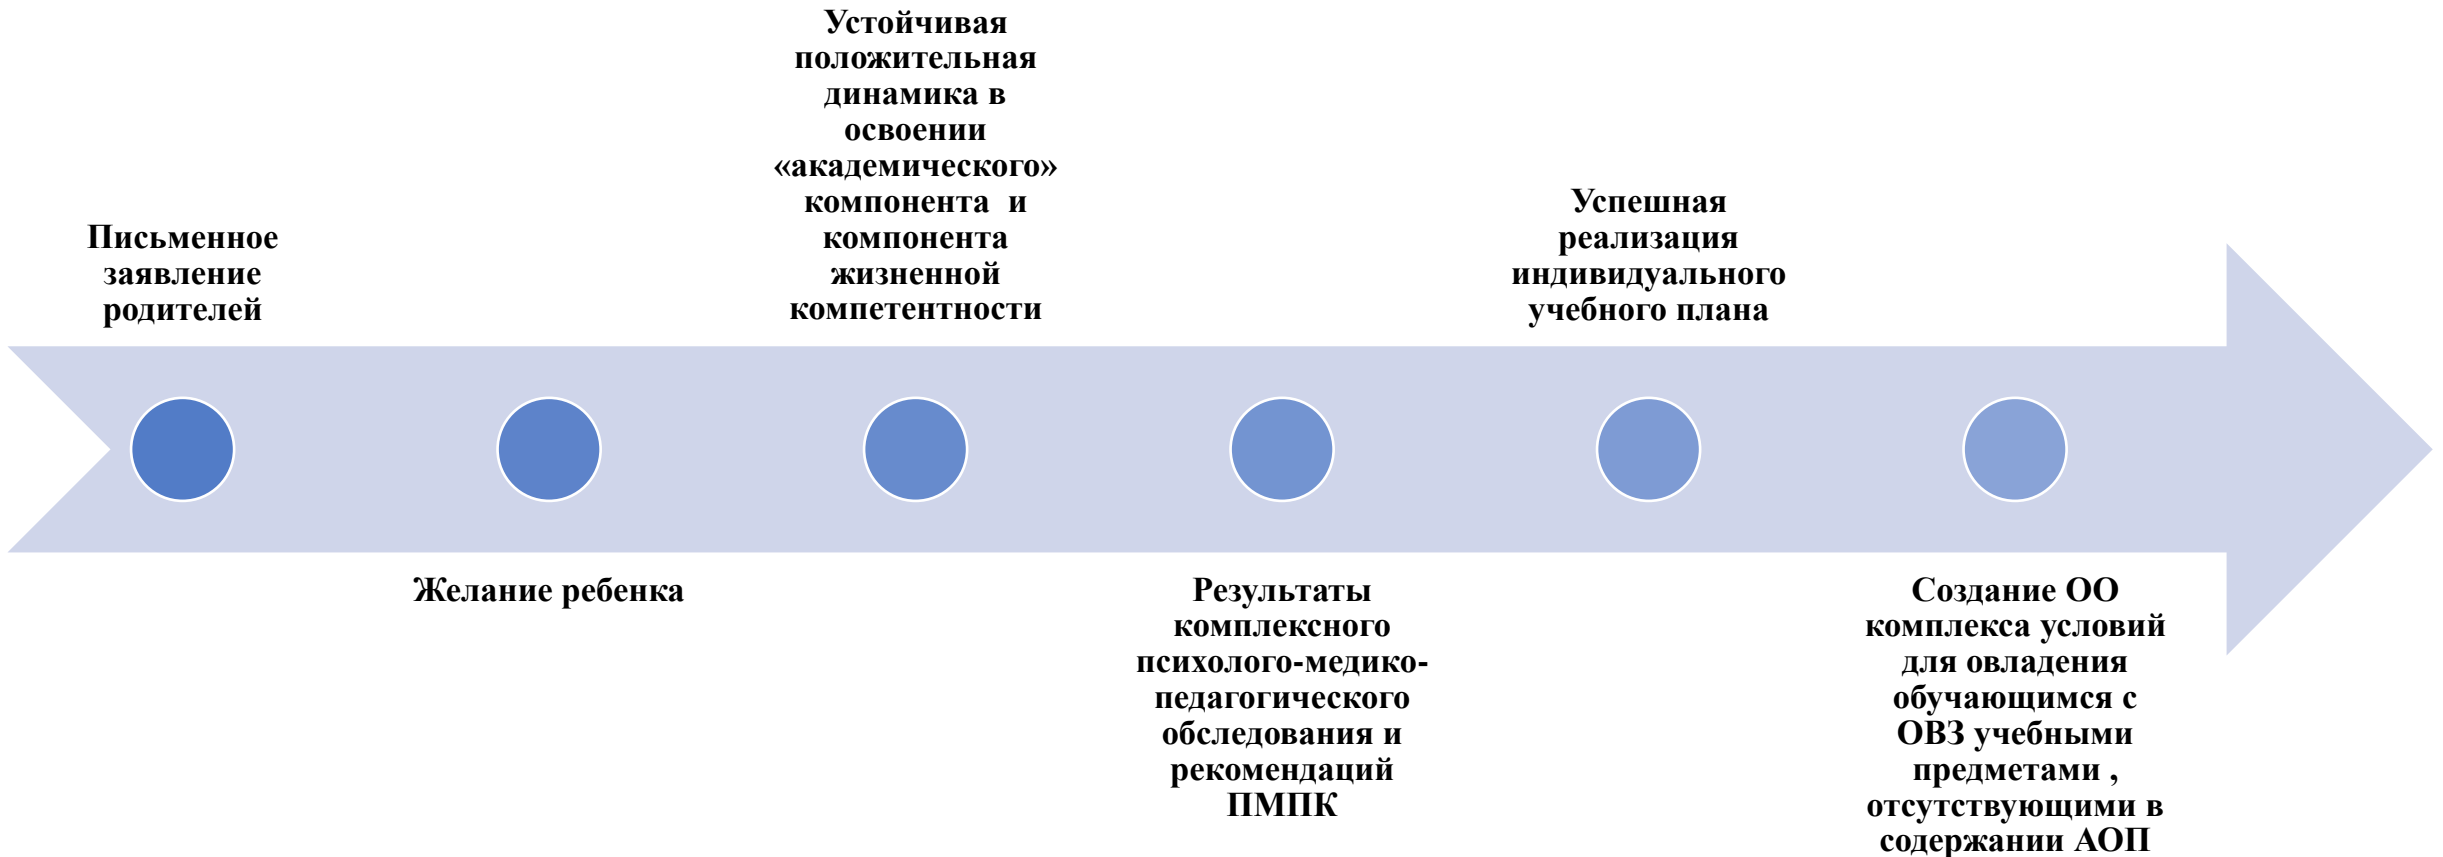 Письменное
заявление
родителей
Желание ребенка
Устойчивая
положительная
динамика в
освоении
«академического»
компонента  и
компонента
жизненной
компетентности
Результаты
комплексного
психолого-медико-
педагогического
обследования и
рекомендаций
ПМПК
Успешная
реализация
индивидуального
учебного плана
Создание ОО
комплекса условий
для овладения
обучающимся с
ОВЗ учебными
предметами ,
отсутствующими в
содержании АОП